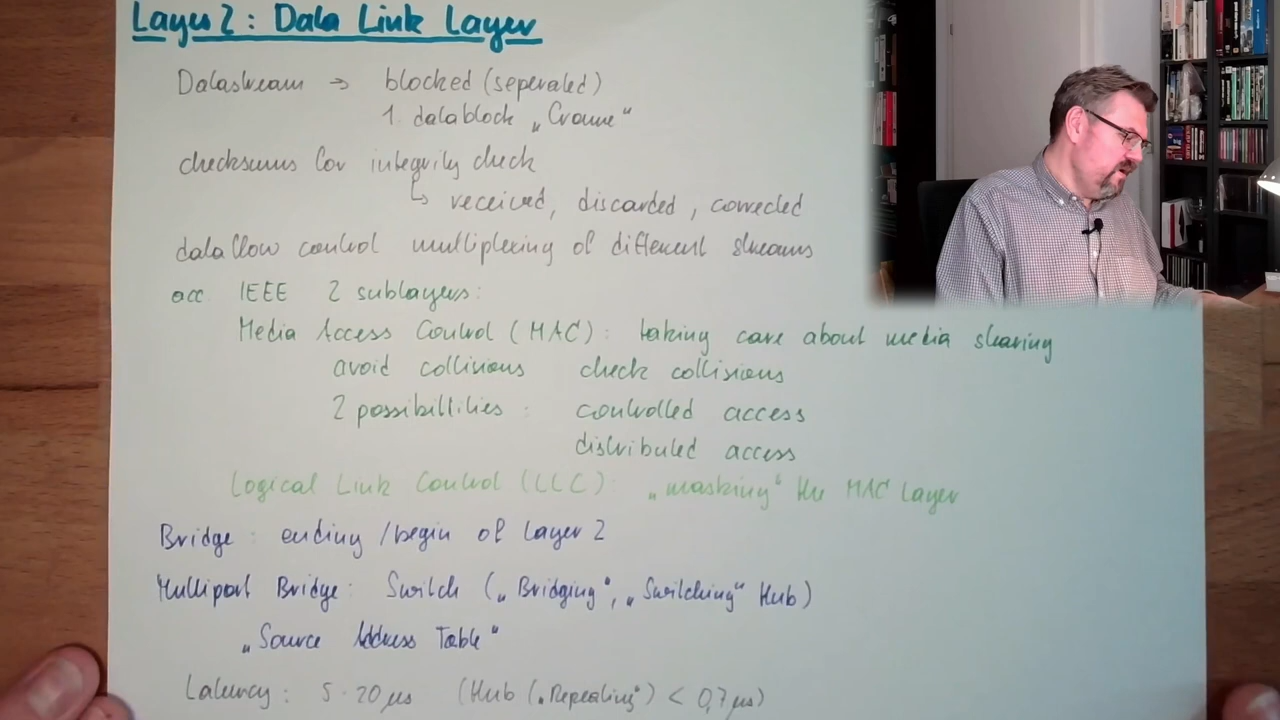 Layer 2: Data Link Layer
Datastream → blocked (seperated)
1. datablock „Frame“
checksums for integrity check
↳ received, discarded, corrected
dataflow control multiplexing of different streams
acc IEEE 2 sublayers:
Media Access Control (MAC): taking care about media sharing
avoid collisions check collisions
2 possibillities: controlled access
distributed access
Logical Link Control (LLC): „masking“ the MAC Layer
Bridge: ending/begin of Layer 2
Multiport Bridge: Switch („Bridging“, „Switching“ Hub)
„Source Address Table“
Latency: 5-20 µs (Hub („Repeating“) < 0,7 µs)